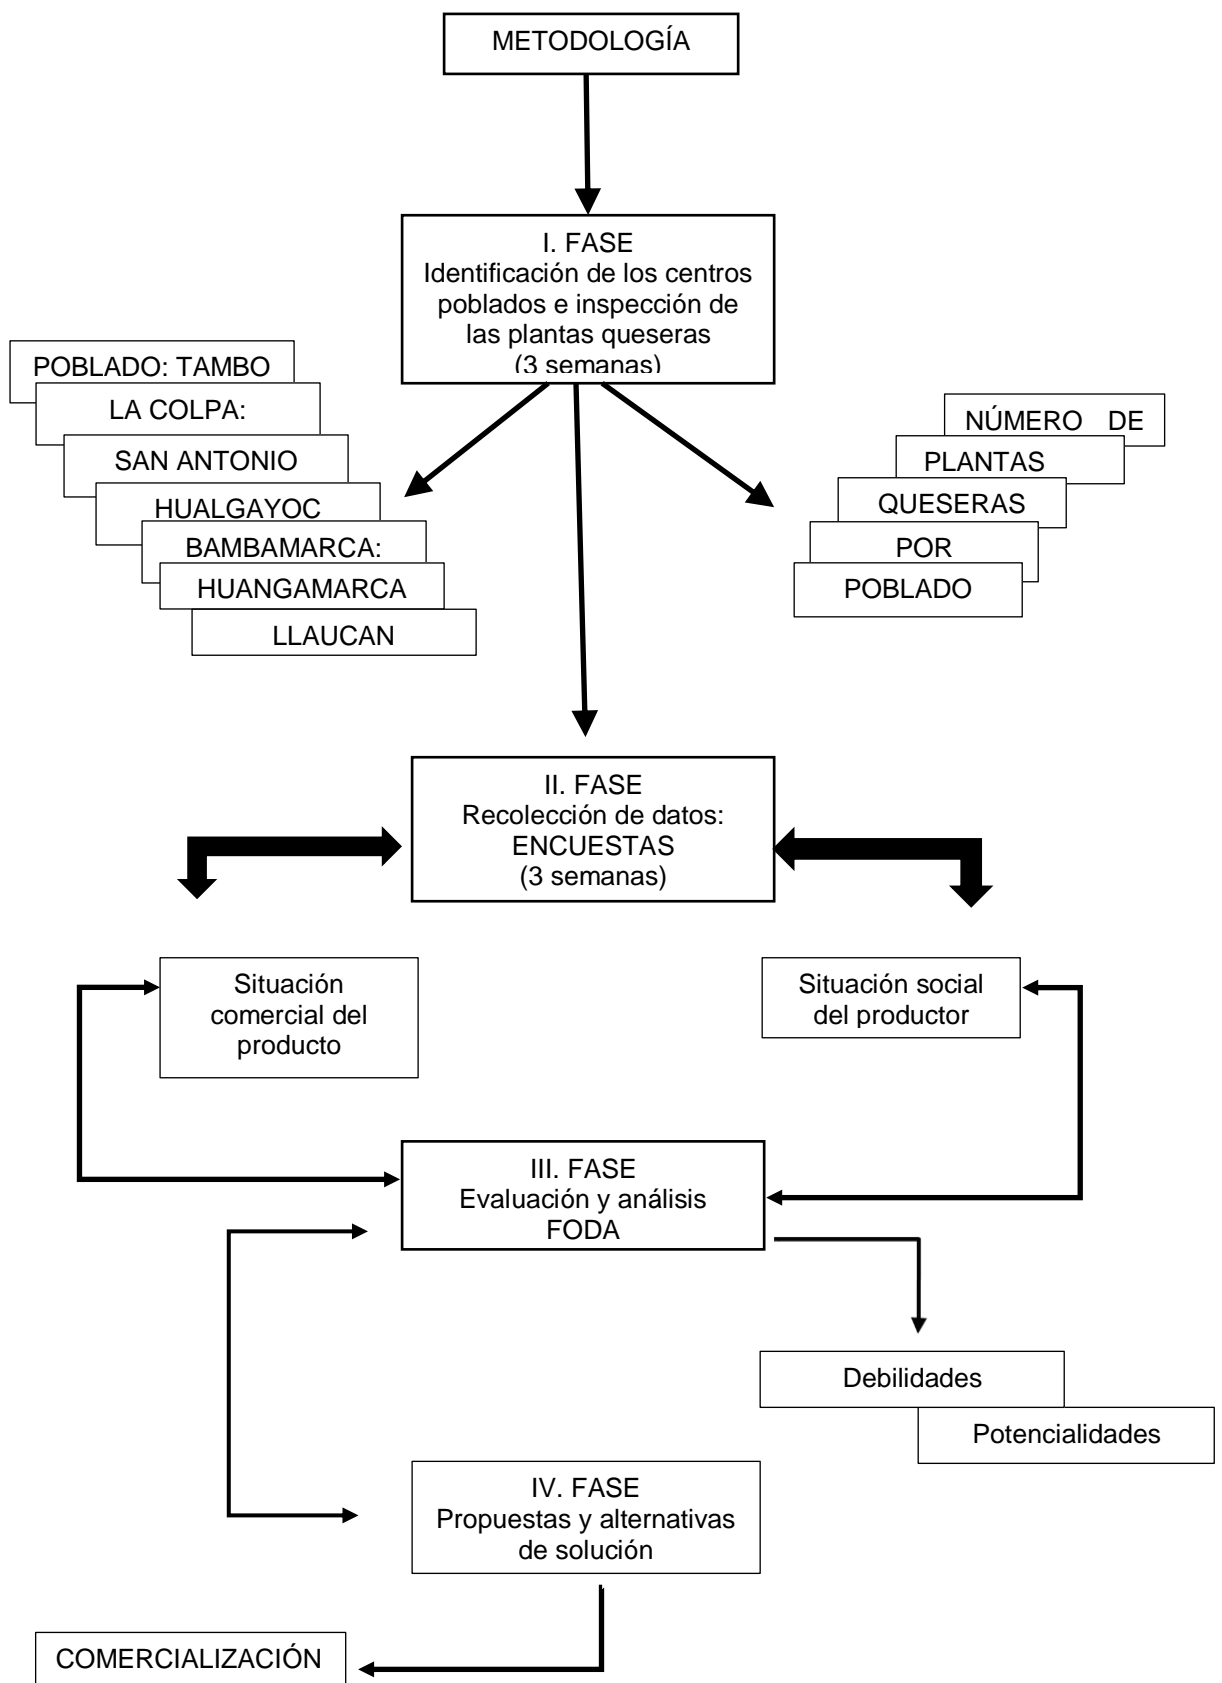 METODOLOGÍA
I. FASE
Identificación de los centros
poblados e inspección de
las plantas queseras
(3 semanas)
POBLADO: TAMBO
LA COLPA:
SAN ANTONIO
HUALGAYOC
BAMBAMARCA:
HUANGAMARCA
LLAUCAN
NÚMERO DE
PLANTAS
QUESERAS
POR
POBLADO
II. FASE
Recolección de datos:
ENCUESTAS
(3 semanas)
Situación
comercial del
producto
Situación social
del productor
III. FASE
Evaluación y análisis
FODA
Debilidades
Potencialidades
IV. FASE
Propuestas y alternativas
de solución
COMERCIALIZACIÓN